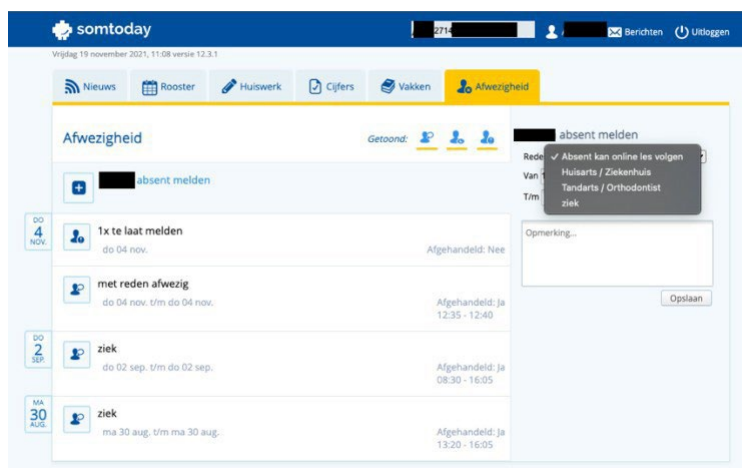 somtoday
2714
Berichten
Uitloggen
Vrijdag 19 november 2021, 11:08 versie 12.3.1
Nieuws
Rooster
Huiswerk
Cijfers
Vakken
Afwezigheid
Afwezigheid
Getoond:
absent melden
DO
4
NOV.
1x te laat melden
do 04 nov.
Afgehandeld: Nee
met reden afwezig
do 04 nov. t/m do 04 nov.
Afgehandeld: Ja
12:35 - 12:40
DO
2
SEP.
ziek
do 02 sep. t/m do 02 sep.
Afgehandeld: Ja
08:30 - 16:05
MA
30
AUG.
ziek
ma 30 aug. t/m ma 30 aug.
Afgehandeld: Ja
13:20 - 16:05
absent melden
Rede
Absent kan online les volgen
Huisarts / Ziekenhuis
Tandarts / Orthodontist
ziek
Van
T/m
Opmerking...
Opslaan